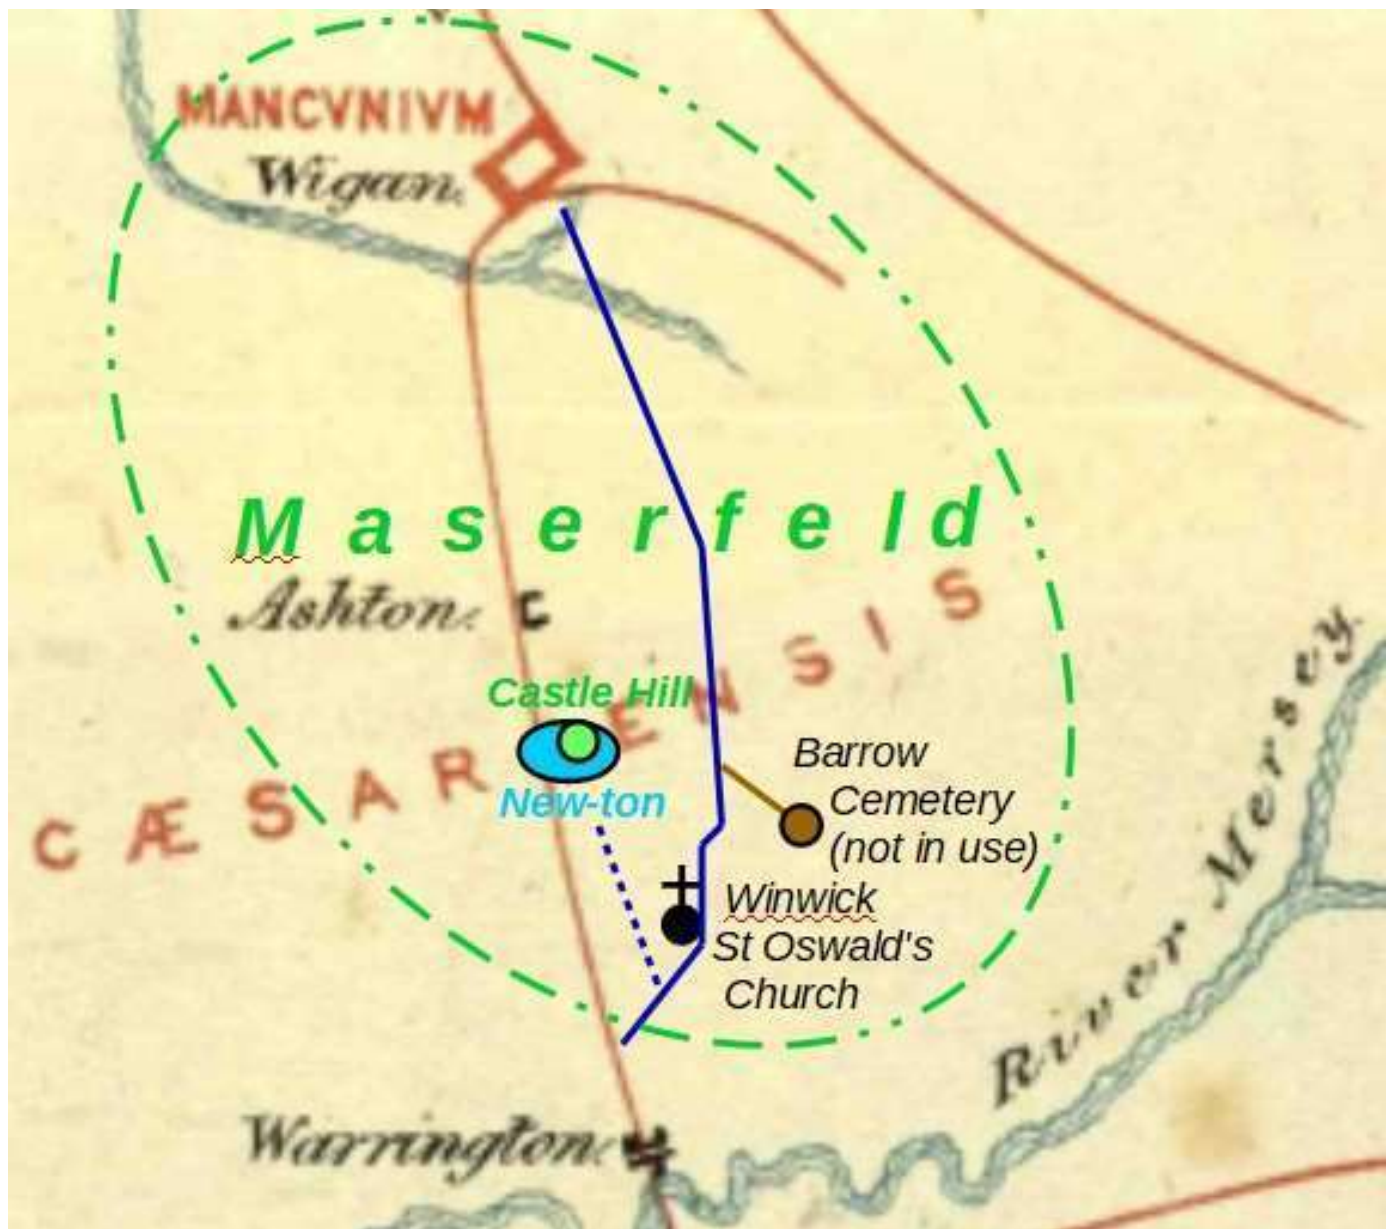 MANCVNIVM
Wigan.
M a s e r f e l d
Ashton.
CÆSARENSIS
Castle Hill
New-ton
Barrow
Cemetery
(not in use)
Winwick
St Oswald's
Church
River Mersey.
Warrington.